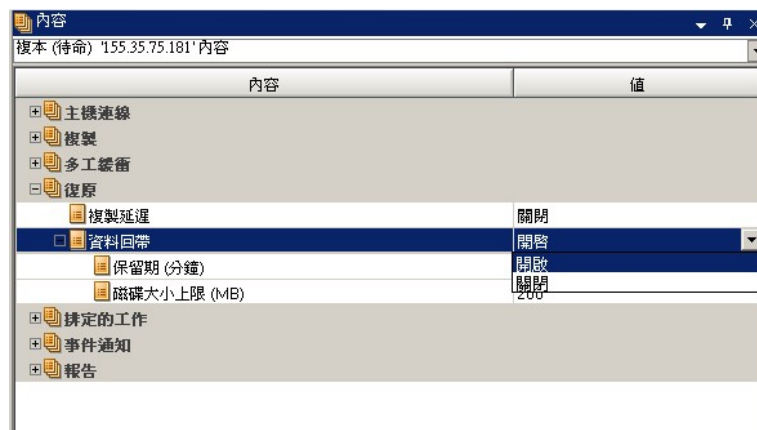 內容
複本 (待命) '155.35.75.181' 內容
內容 值
主機連線
複製
多工緩衝
復原
複製延遲 關閉
資料回帶 開啓
保留期 (分鐘) 開啟
關閉
磁碟大小上限 (MB) 200
排定的工作
事件通知
報告